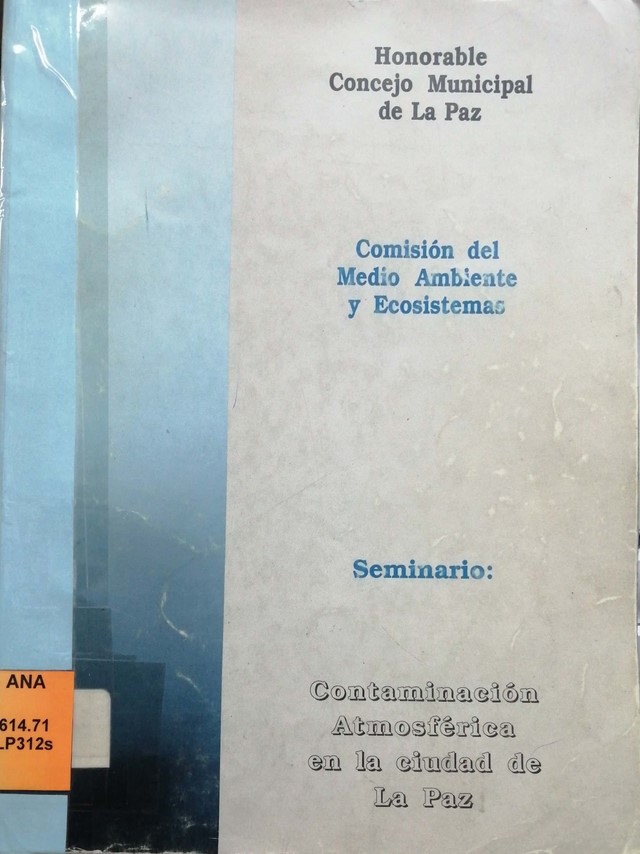 Honorable
Concejo Municipal
de La Paz
Comisión del
Medio Ambiente
y Ecosistemas
Seminario:
Contaminación
Atmosférica
en la ciudad de
La Paz
ANA
614.71
LP312s